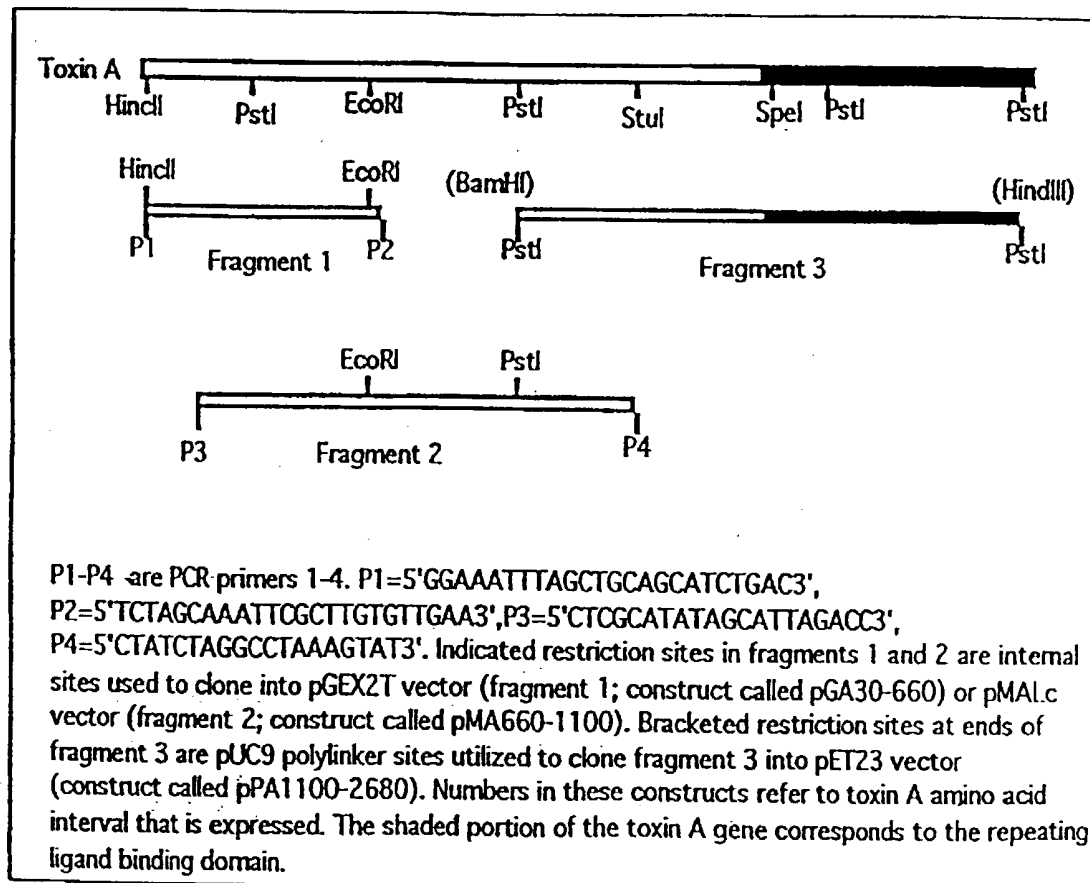 Toxin A
HincII PstI EcoRI PstI StuI SpeI PstI PstI
HincII EcoRI (BamHI) (HindIII)
P1 Fragment 1 P2 PstI Fragment 3 PstI
EcoRI PstI
P3 Fragment 2 P4
P1-P4 are PCR primers 1-4. P1=5'GGAAATTTAGCTGCAGCATCTGAC3',
P2=5'TCTAGCAAATTCGCTTGTGTTGAA3',P3=5'CTCGCATATAGCATTAGACC3',
P4=5'CTATCTAGGCCTAAAGTAT3'. Indicated restriction sites in fragments 1 and 2 are internal
sites used to clone into pGEX2T vector (fragment 1; construct called pGA30-660) or pMALc
vector (fragment 2; construct called pMA660-1100). Bracketed restriction sites at ends of
fragment 3 are pUC9 polylinker sites utilized to clone fragment 3 into pET23 vector
(construct called pPA1100-2680). Numbers in these constructs refer to toxin A amino acid
interval that is expressed. The shaded portion of the toxin A gene corresponds to the repeating
ligand binding domain.